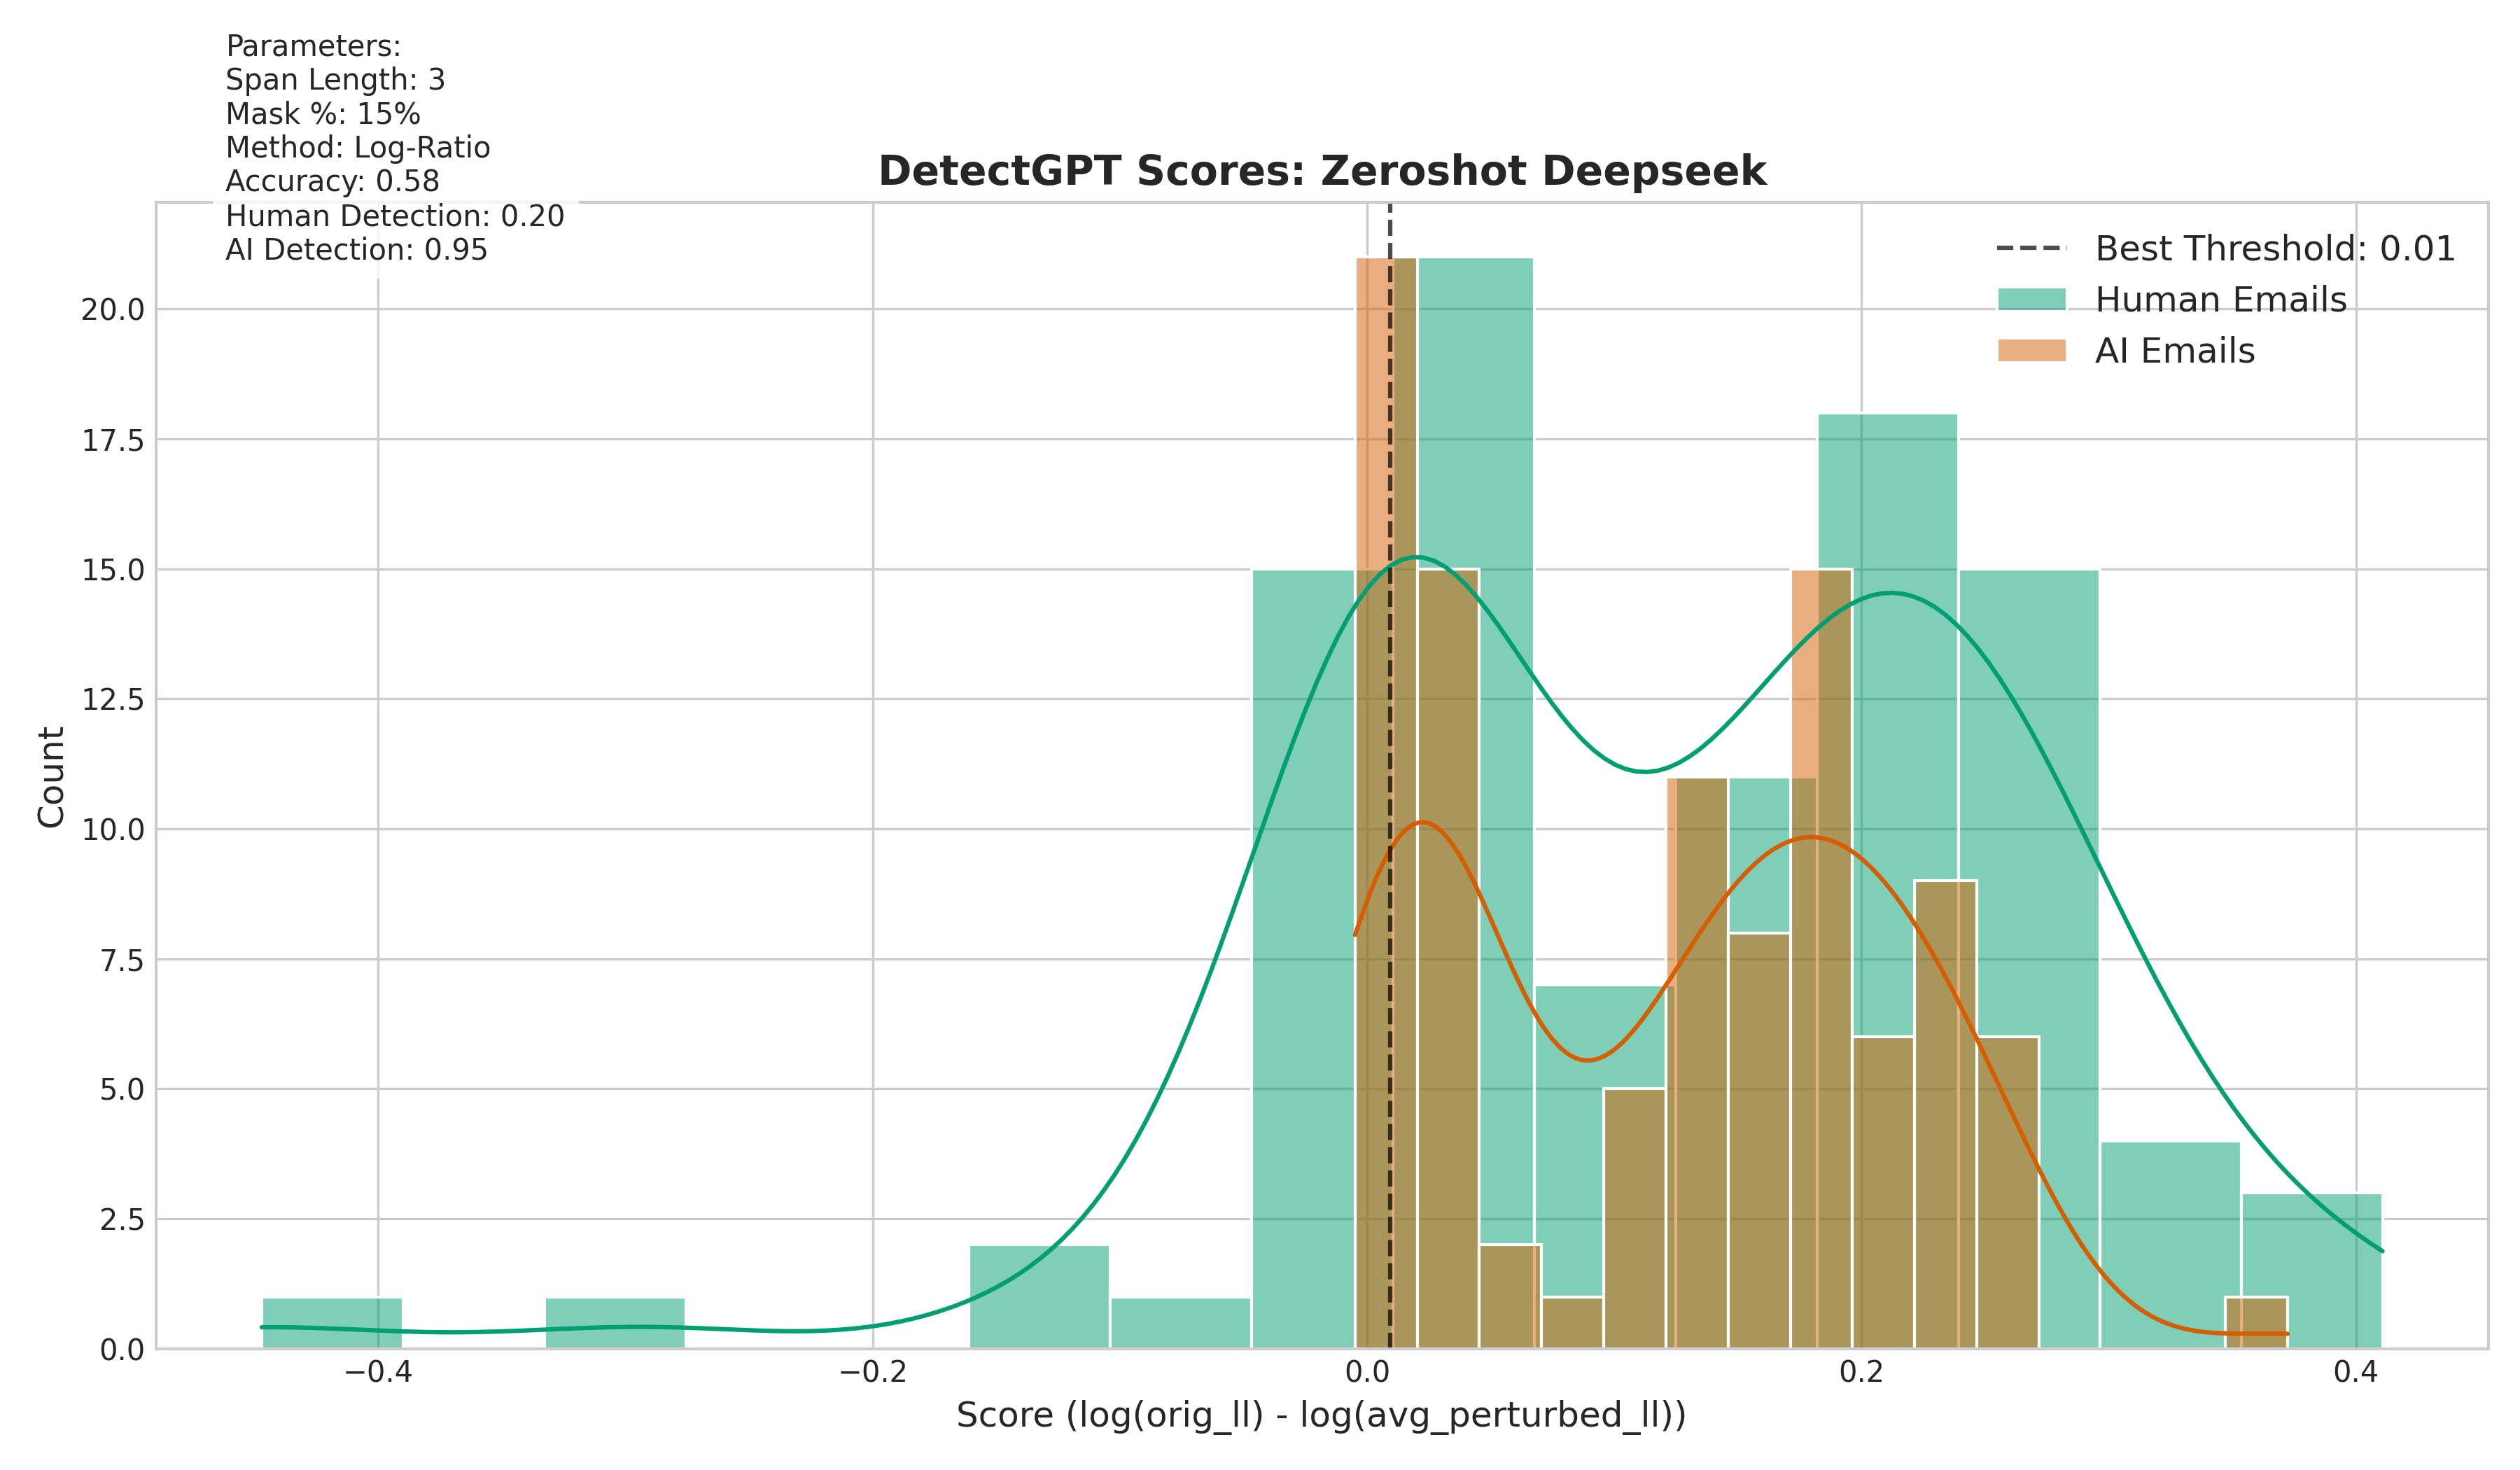 Parameters:
Span Length: 3
Mask %: 15%
Method: Log-Ratio
Accuracy: 0.58
Human Detection: 0.20
AI Detection: 0.95
DetectGPT Scores: Zeroshot Deepseek
Best Threshold: 0.01
Human Emails
AI Emails
Count
20.0
17.5
15.0
12.5
10.0
7.5
5.0
2.5
0.0
−0.4
−0.2
0.0
0.2
0.4
Score (log(orig_ll) - log(avg_perturbed_ll))